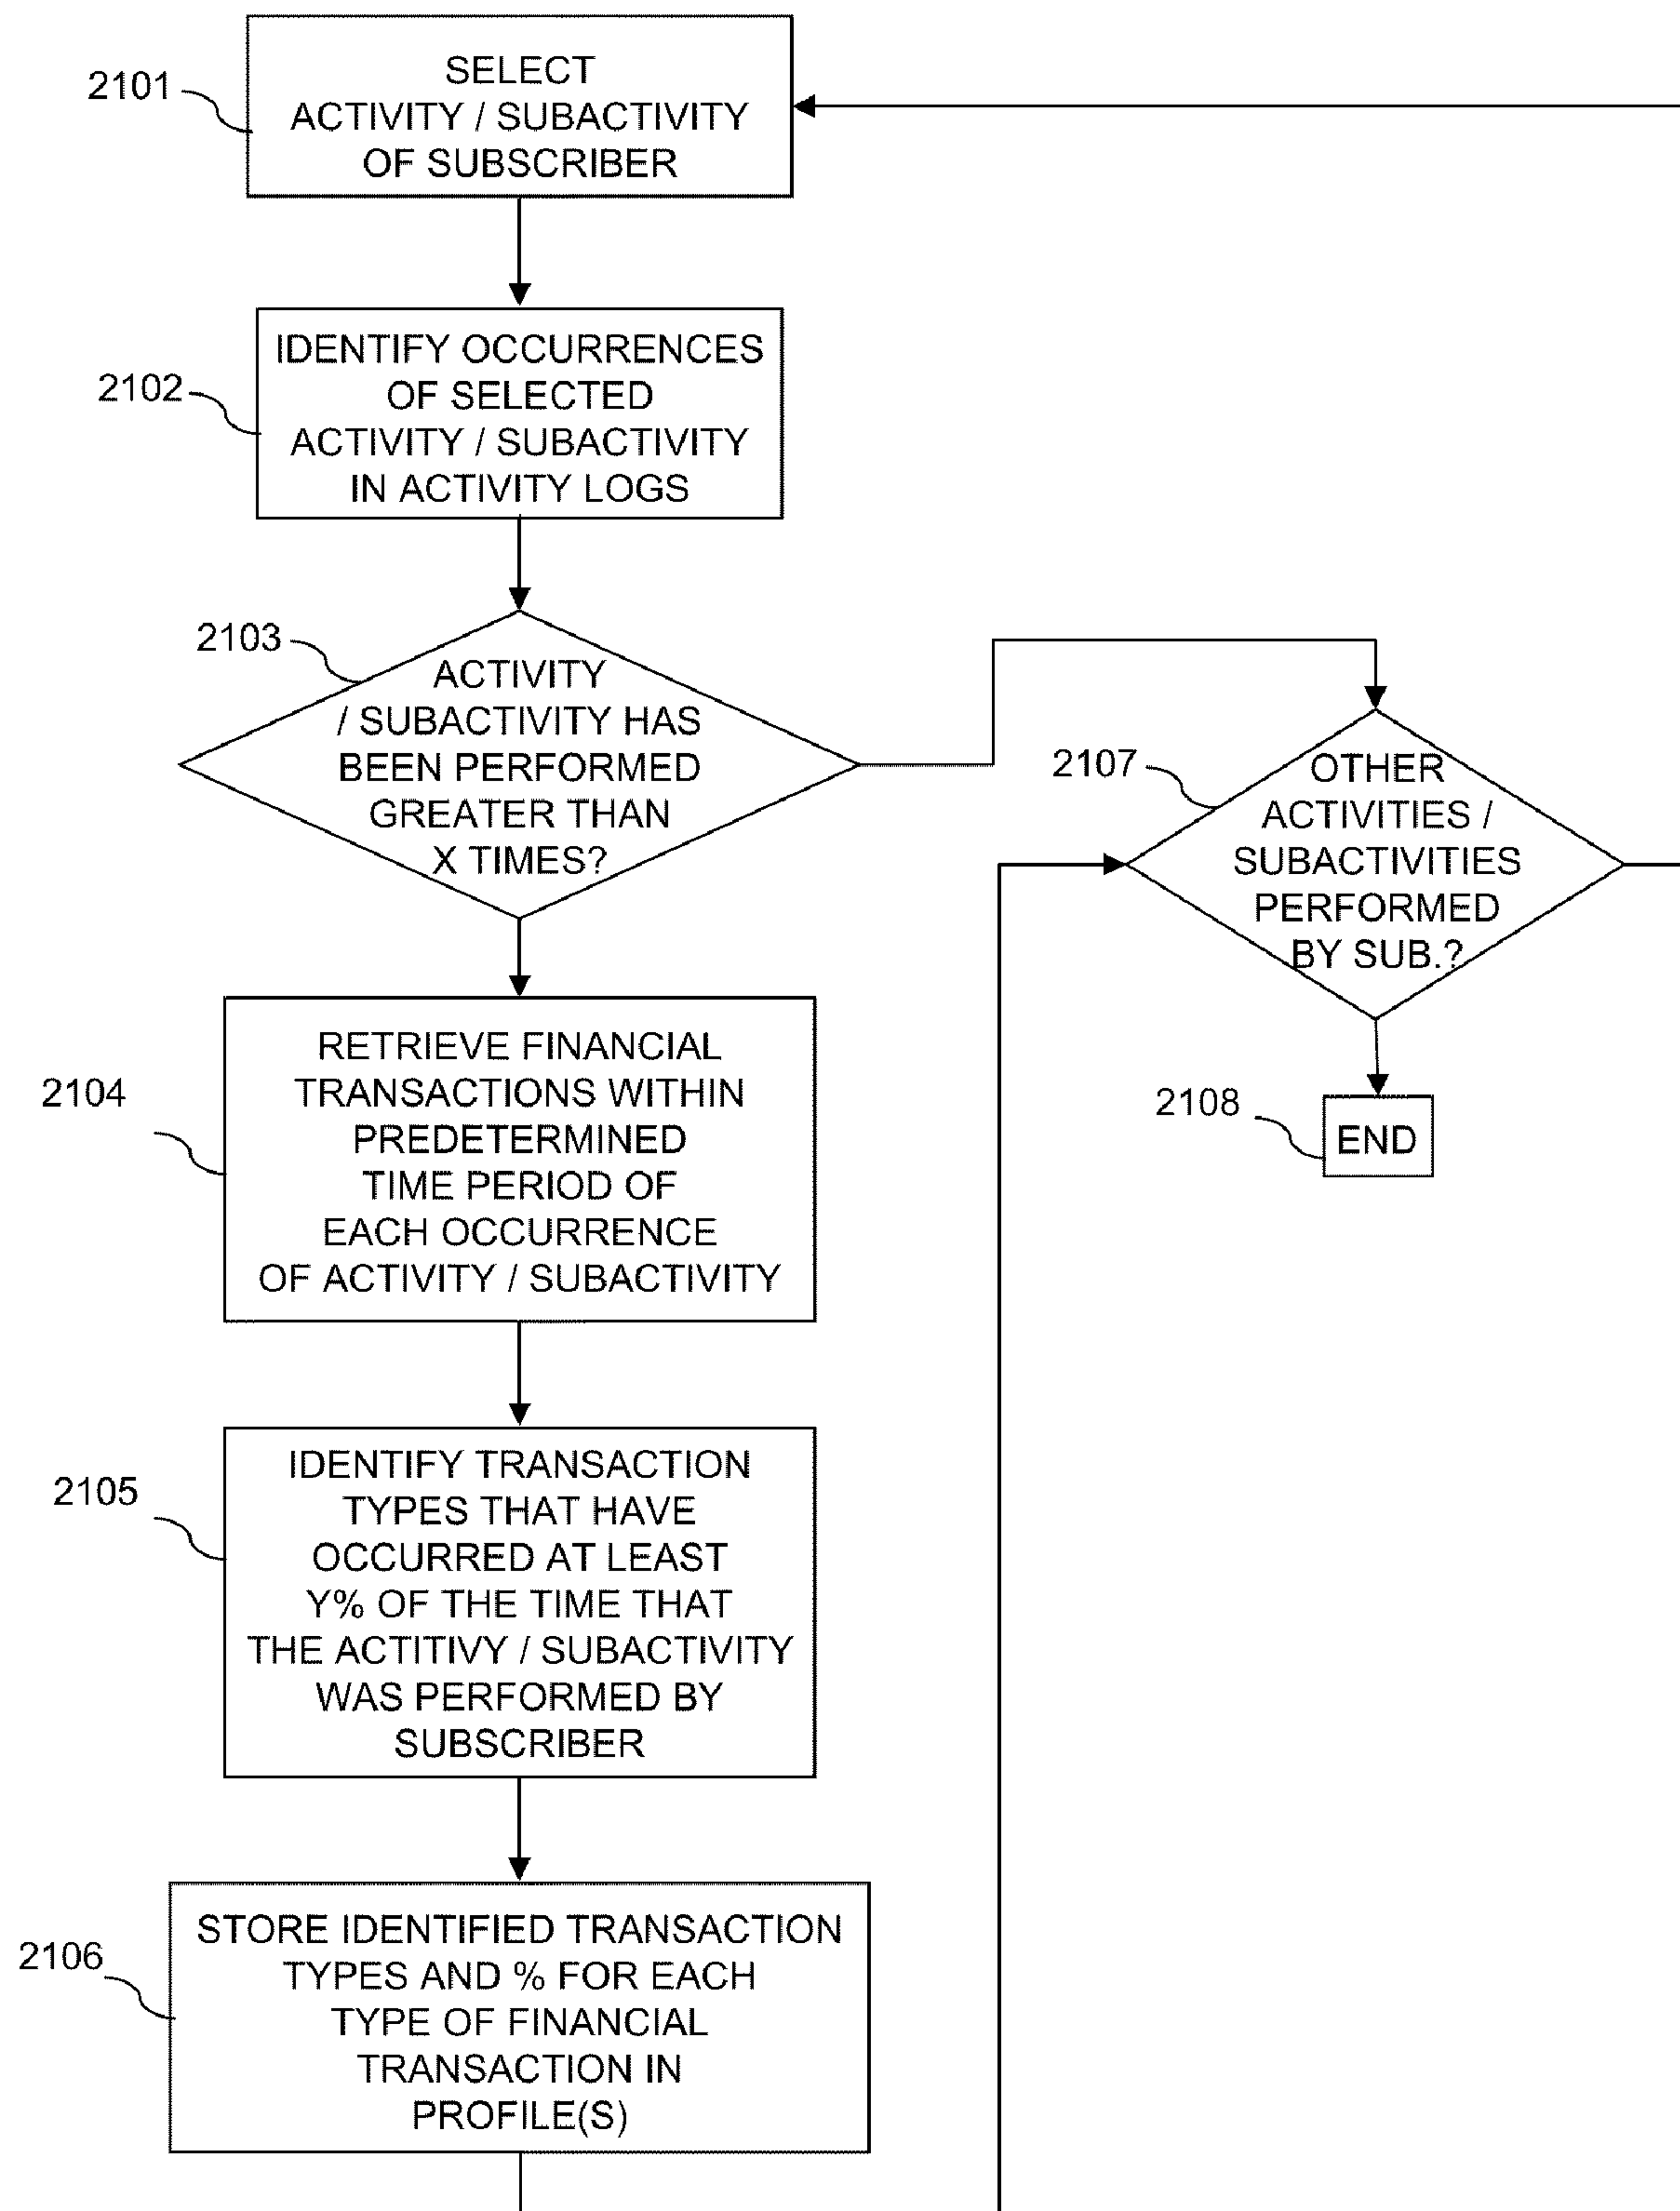 2101
SELECT
ACTIVITY / SUBACTIVITY
OF SUBSCRIBER
2102
IDENTIFY OCCURRENCES
OF SELECTED
ACTIVITY / SUBACTIVITY
IN ACTIVITY LOGS
2103
ACTIVITY
/ SUBACTIVITY HAS
BEEN PERFORMED
GREATER THAN
X TIMES?
2107
OTHER
ACTIVITIES /
SUBACTIVITIES
PERFORMED
BY SUB.?
2104
RETRIEVE FINANCIAL
TRANSACTIONS WITHIN
PREDETERMINED
TIME PERIOD OF
EACH OCCURRENCE
OF ACTIVITY / SUBACTIVITY
2108
END
2105
IDENTIFY TRANSACTION
TYPES THAT HAVE
OCCURRED AT LEAST
Y% OF THE TIME THAT
THE ACTITIVY / SUBACTIVITY
WAS PERFORMED BY
SUBSCRIBER
2106
STORE IDENTIFIED TRANSACTION
TYPES AND % FOR EACH
TYPE OF FINANCIAL
TRANSACTION IN
PROFILE(S)